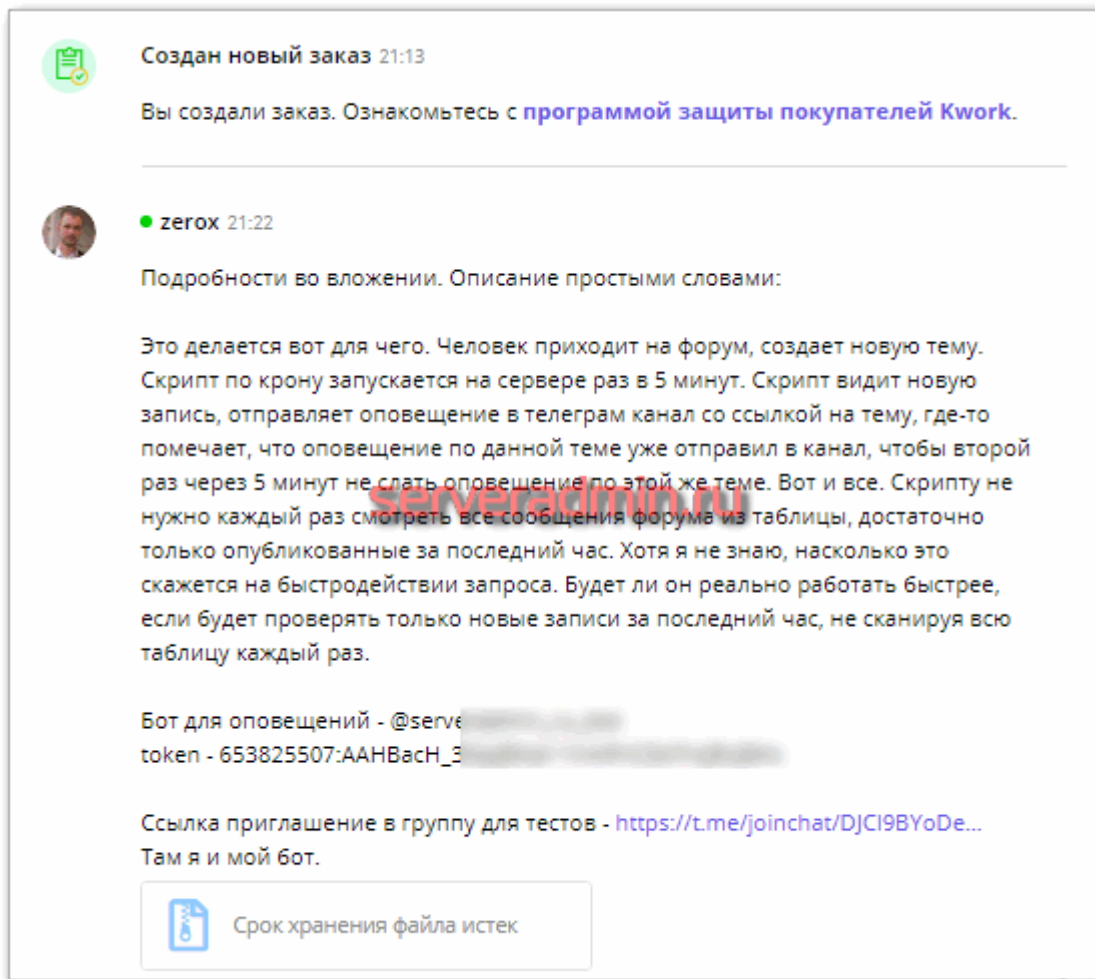 Создан новый заказ 21:13
Вы создали заказ. Ознакомьтесь с программой защиты покупателей Kwork.
zerox 21:22
Подробности во вложении. Описание простыми словами:
Это делается вот для чего. Человек приходит на форум, создает новую тему.
Скрипт по крону запускается на сервере раз в 5 минут. Скрипт видит новую
запись, отправляет оповещение в телеграм канал со ссылкой на тему, где-то
помечает, что оповещение по данной теме уже отправил в канал, чтобы второй
раз через 5 минут не слать оповещение по этой же теме. Вот и все. Скрипту не
serveradmin.ru
нужно каждый раз смотреть все сообщения форума из таблицы, достаточно
только опубликованные за последний час. Хотя я не знаю, насколько это
скажется на быстродействии запроса. Будет ли он реально работать быстрее,
если будет проверять только новые записи за последний час, не сканируя всю
таблицу каждый раз.
Бот для оповещений - @serve
token - 653825507:AAHBacH_3
Ссылка приглашение в группу для тестов - https://t.me/joinchat/DJCl9BYoDe...
Там я и мой бот.
Срок хранения файла истек